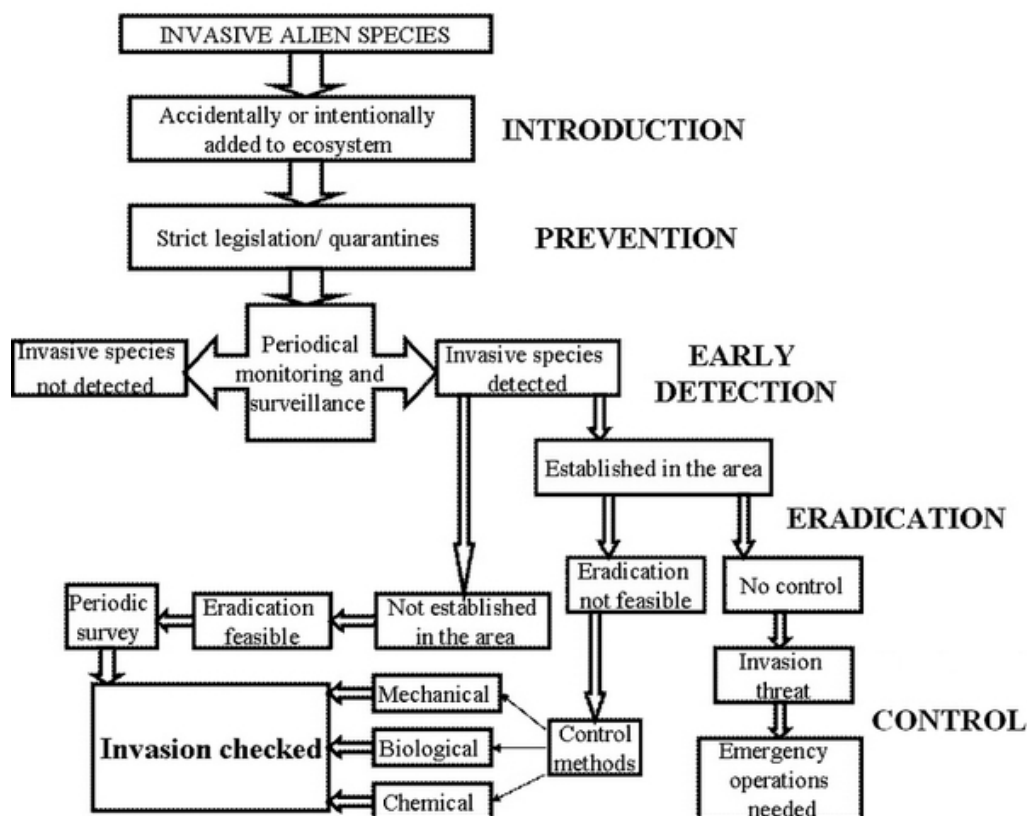 INVASIVE ALIEN SPECIES
Accidentally or intentionally
added to ecosystem
INTRODUCTION
Strict legislation/ quarantines
PREVENTION
Invasive species
not detected
Periodical
monitoring and
surveillance
Invasive species
detected
EARLY
DETECTION
Established in the area
ERADICATION
Periodic
survey
Eradication
feasible
Not established
in the area
Eradication
not feasible
No control
Invasion
threat
Invasion checked
Mechanical
Biological
Chemical
Control
methods
CONTROL
Emergency
operations
needed